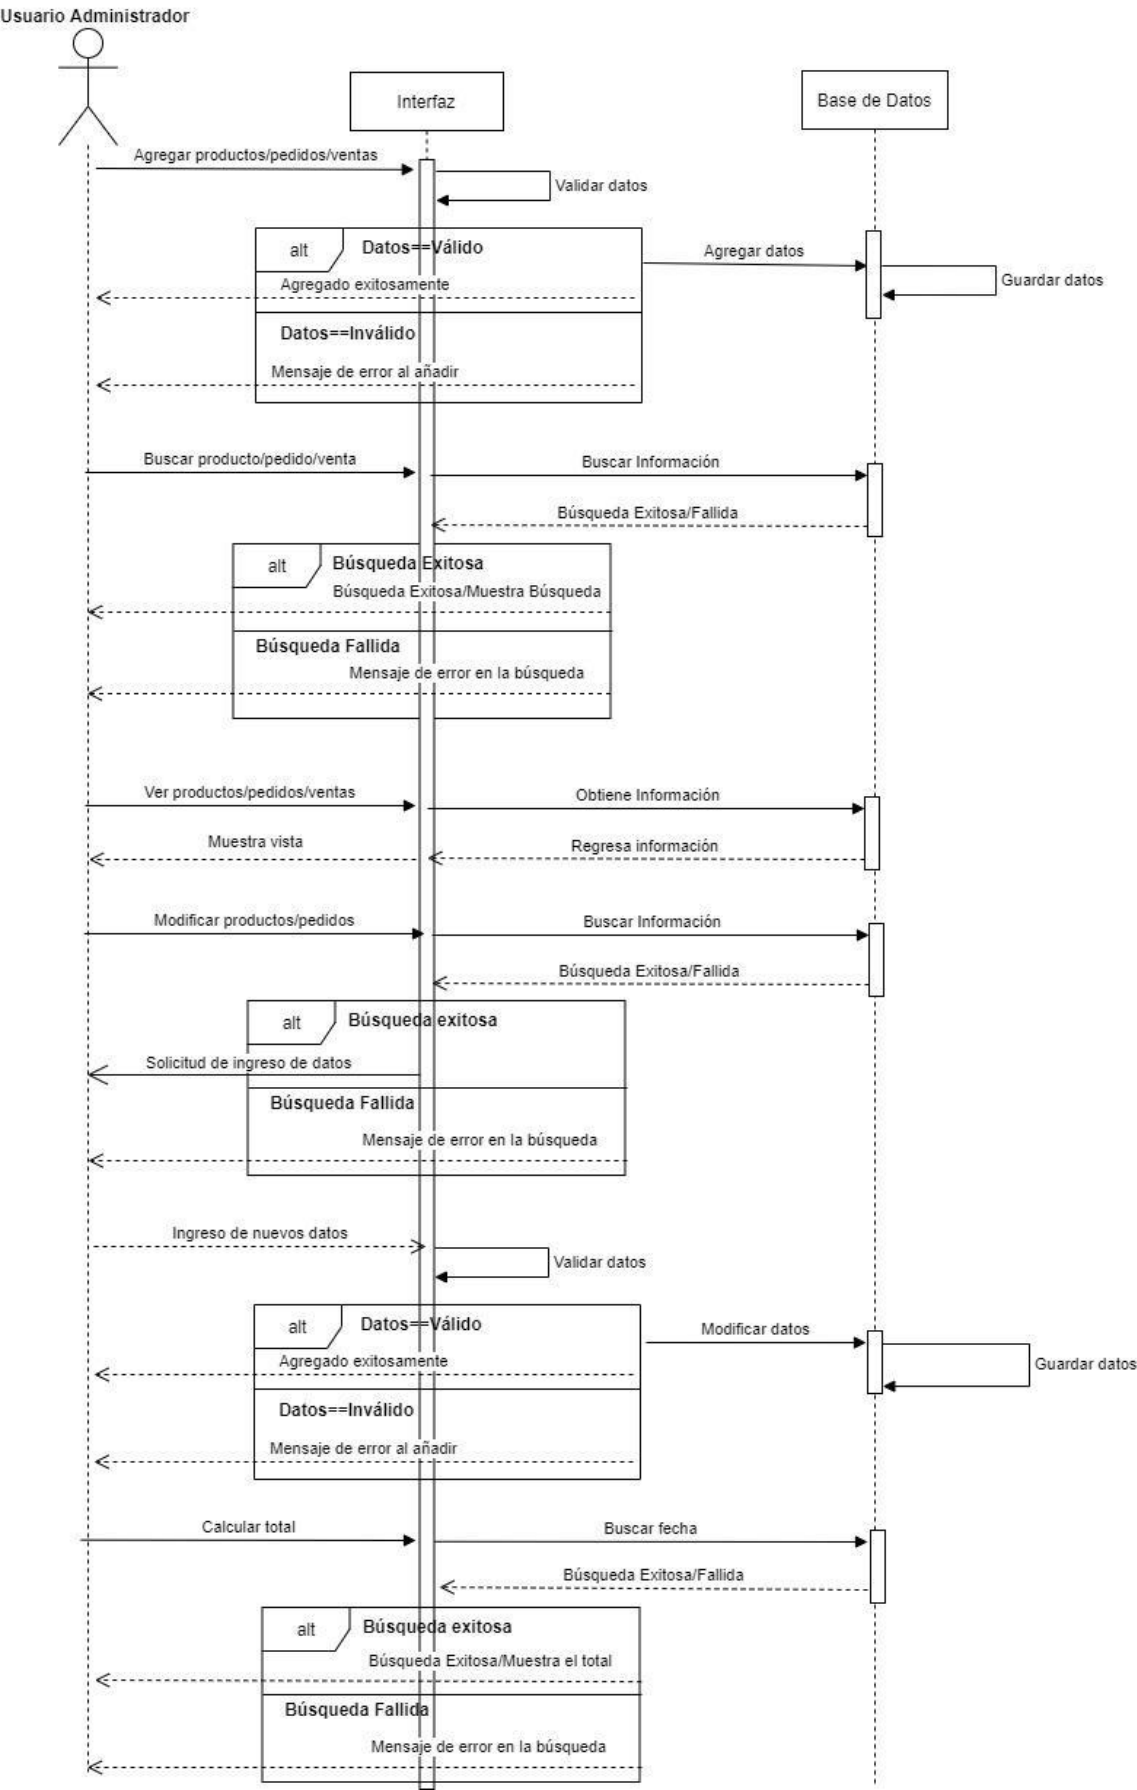 Usuario Administrador
Interfaz
Base de Datos
Agregar productos/pedidos/ventas
Validar datos
alt
Datos==Válido
Agregar datos
Agregado exitosamente
Guardar datos
Datos==Inválido
Mensaje de error al añadir
Buscar producto/pedido/venta
Buscar Información
Búsqueda Exitosa/Fallida
alt
Búsqueda Exitosa
Búsqueda Exitosa/Muestra Búsqueda
Búsqueda Fallida
Mensaje de error en la búsqueda
Ver productos/pedidos/ventas
Obtiene Información
Muestra vista
Regresa información
Modificar productos/pedidos
Buscar Información
Búsqueda Exitosa/Fallida
alt
Búsqueda exitosa
Solicitud de ingreso de datos
Búsqueda Fallida
Mensaje de error en la búsqueda
Ingreso de nuevos datos
Validar datos
alt
Datos==Válido
Modificar datos
Agregado exitosamente
Guardar datos
Datos==Inválido
Mensaje de error al añadir
Calcular total
Buscar fecha
Búsqueda Exitosa/Fallida
alt
Búsqueda exitosa
Búsqueda Exitosa/Muestra el total
Búsqueda Fallida
Mensaje de error en la búsqueda